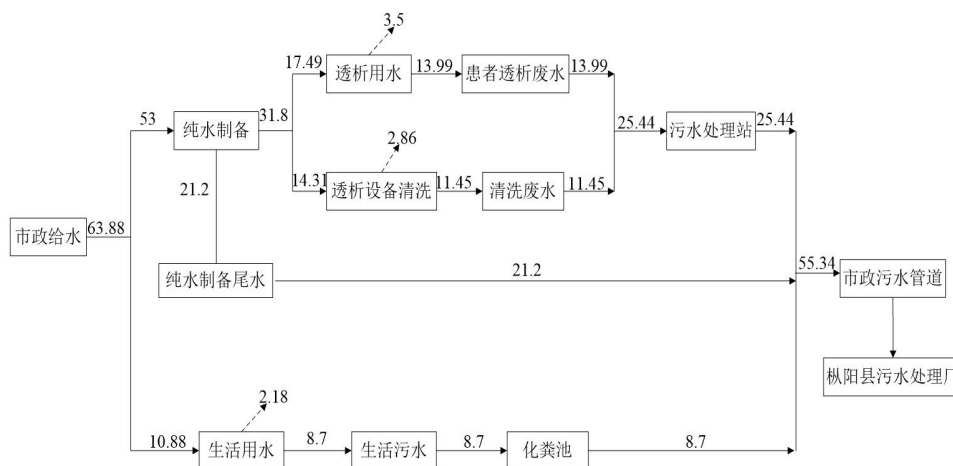 3.5
17.49
透析用水
13.99
患者透析废水
13.99
53
纯水制备
31.8
25.44
污水处理站
25.44
2.86
14.31
透析设备清洗
11.45
清洗废水
11.45
21.2
市政给水
63.88
纯水制备尾水
21.2
55.34
市政污水管道
枞阳县污水处理厂
2.18
10.88
生活用水
8.7
生活污水
8.7
化粪池
8.7